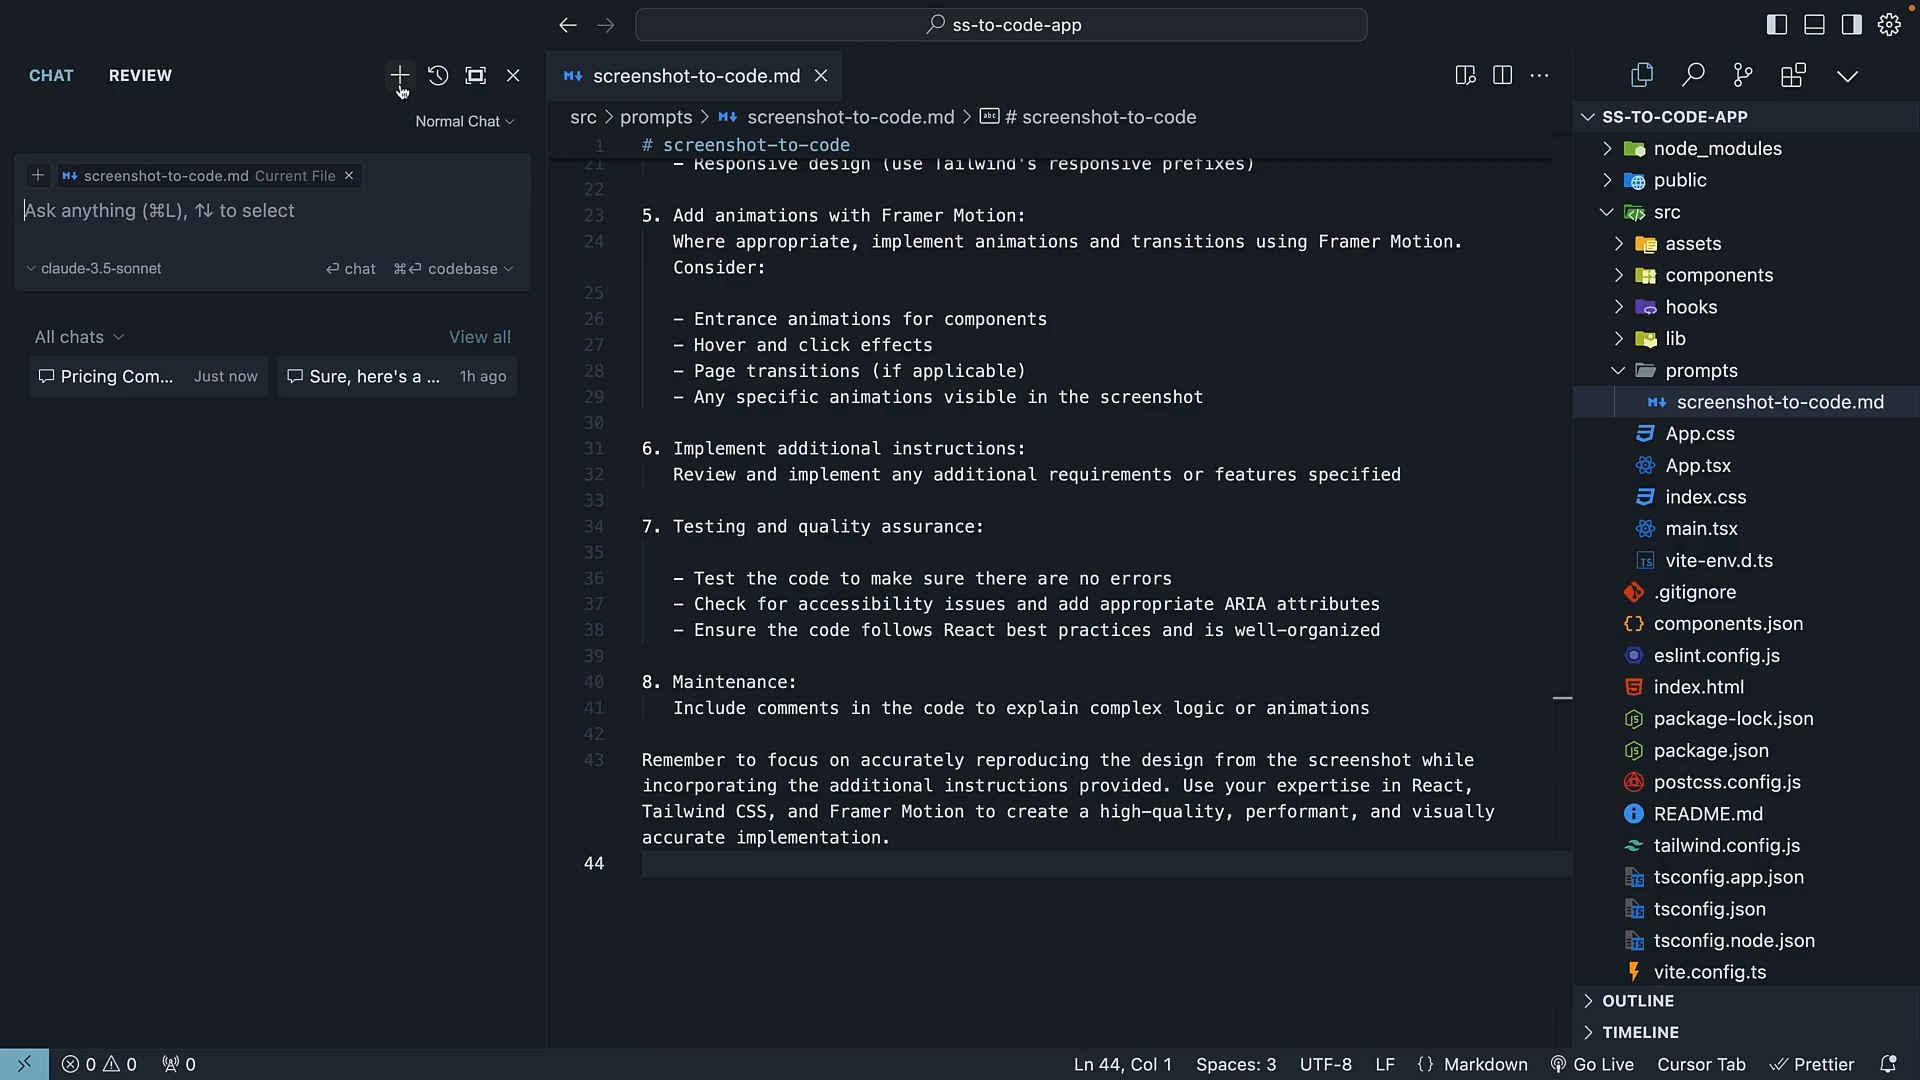 ss-to-code-app
CHAT
REVIEW
Normal Chat
screenshot-to-code.md Current File
Ask anything (⌘L), ↑↓ to select
claude-3.5-sonnet
⏎ chat
⌘⏎ codebase
All chats
View all
Pricing Com... Just now
Sure, here's a ... 1h ago
screenshot-to-code.md
src > prompts > screenshot-to-code.md > # screenshot-to-code
1 # screenshot-to-code
21 - Responsive design (use Tailwind's responsive prefixes)
22
23 5. Add animations with Framer Motion:
24 Where appropriate, implement animations and transitions using Framer Motion.
Consider:
25
26 - Entrance animations for components
27 - Hover and click effects
28 - Page transitions (if applicable)
29 - Any specific animations visible in the screenshot
30
31 6. Implement additional instructions:
32 Review and implement any additional requirements or features specified
33
34 7. Testing and quality assurance:
35
36 - Test the code to make sure there are no errors
37 - Check for accessibility issues and add appropriate ARIA attributes
38 - Ensure the code follows React best practices and is well-organized
39
40 8. Maintenance:
41 Include comments in the code to explain complex logic or animations
42
43 Remember to focus on accurately reproducing the design from the screenshot while
incorporating the additional instructions provided. Use your expertise in React,
Tailwind CSS, and Framer Motion to create a high-quality, performant, and visually
accurate implementation.
44
SS-TO-CODE-APP
node_modules
public
src
assets
components
hooks
lib
prompts
screenshot-to-code.md
App.css
App.tsx
index.css
main.tsx
vite-env.d.ts
.gitignore
components.json
eslint.config.js
index.html
package-lock.json
package.json
postcss.config.js
README.md
tailwind.config.js
tsconfig.app.json
tsconfig.json
tsconfig.node.json
vite.config.ts
OUTLINE
TIMELINE
0 0 0
Ln 44, Col 1
Spaces: 3
UTF-8
LF
{} Markdown
Go Live
Cursor Tab
Prettier